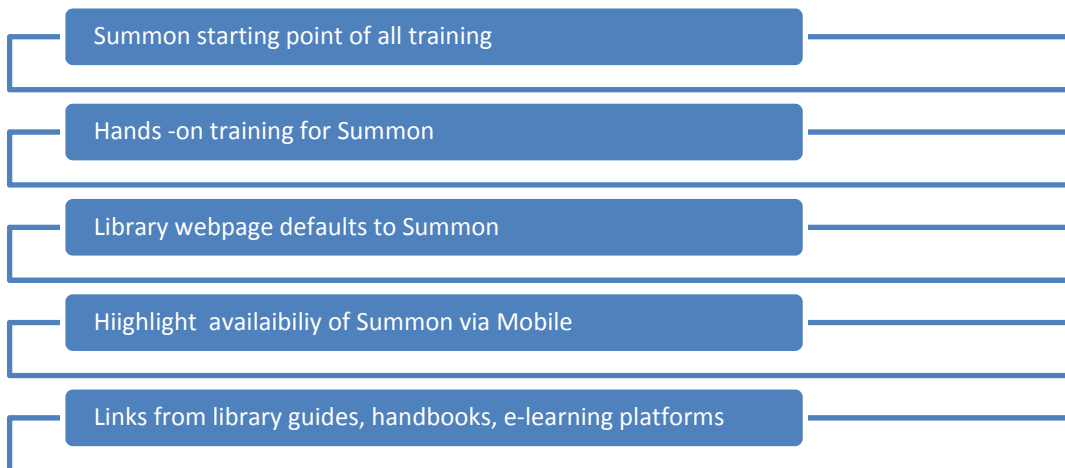 Summon starting point of all training
Hands -on training for Summon
Library webpage defaults to Summon
Hiighlight  availaibiliy of Summon via Mobile
Links from library guides, handbooks, e-learning platforms